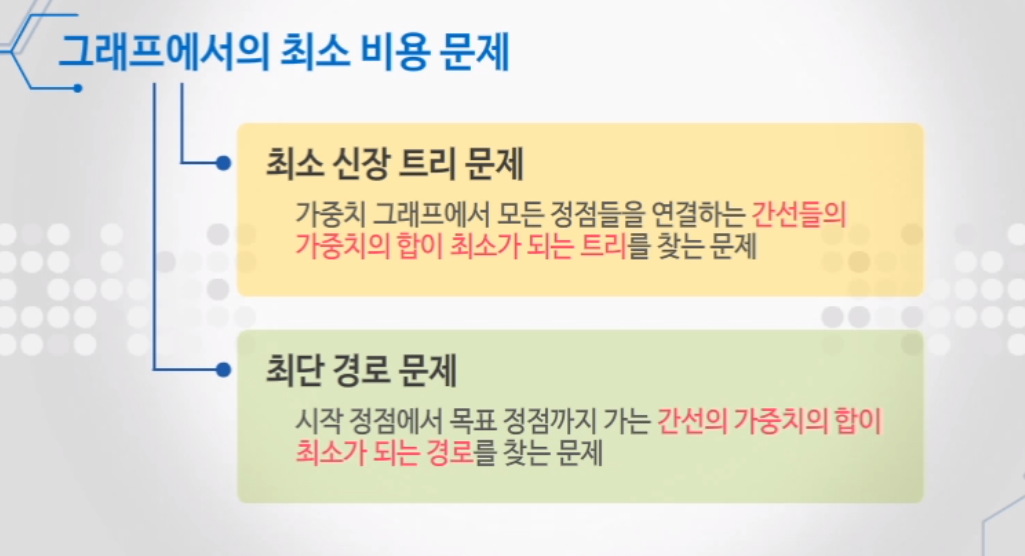 그래프에서의 최소 비용 문제
최소 신장 트리 문제
가중치 그래프에서 모든 정점들을 연결하는 간선들의
가중치의 합이 최소가 되는 트리를 찾는 문제
최단 경로 문제
시작 정점에서 목표 정점까지 가는 간선의 가중치의 합이
최소가 되는 경로를 찾는 문제